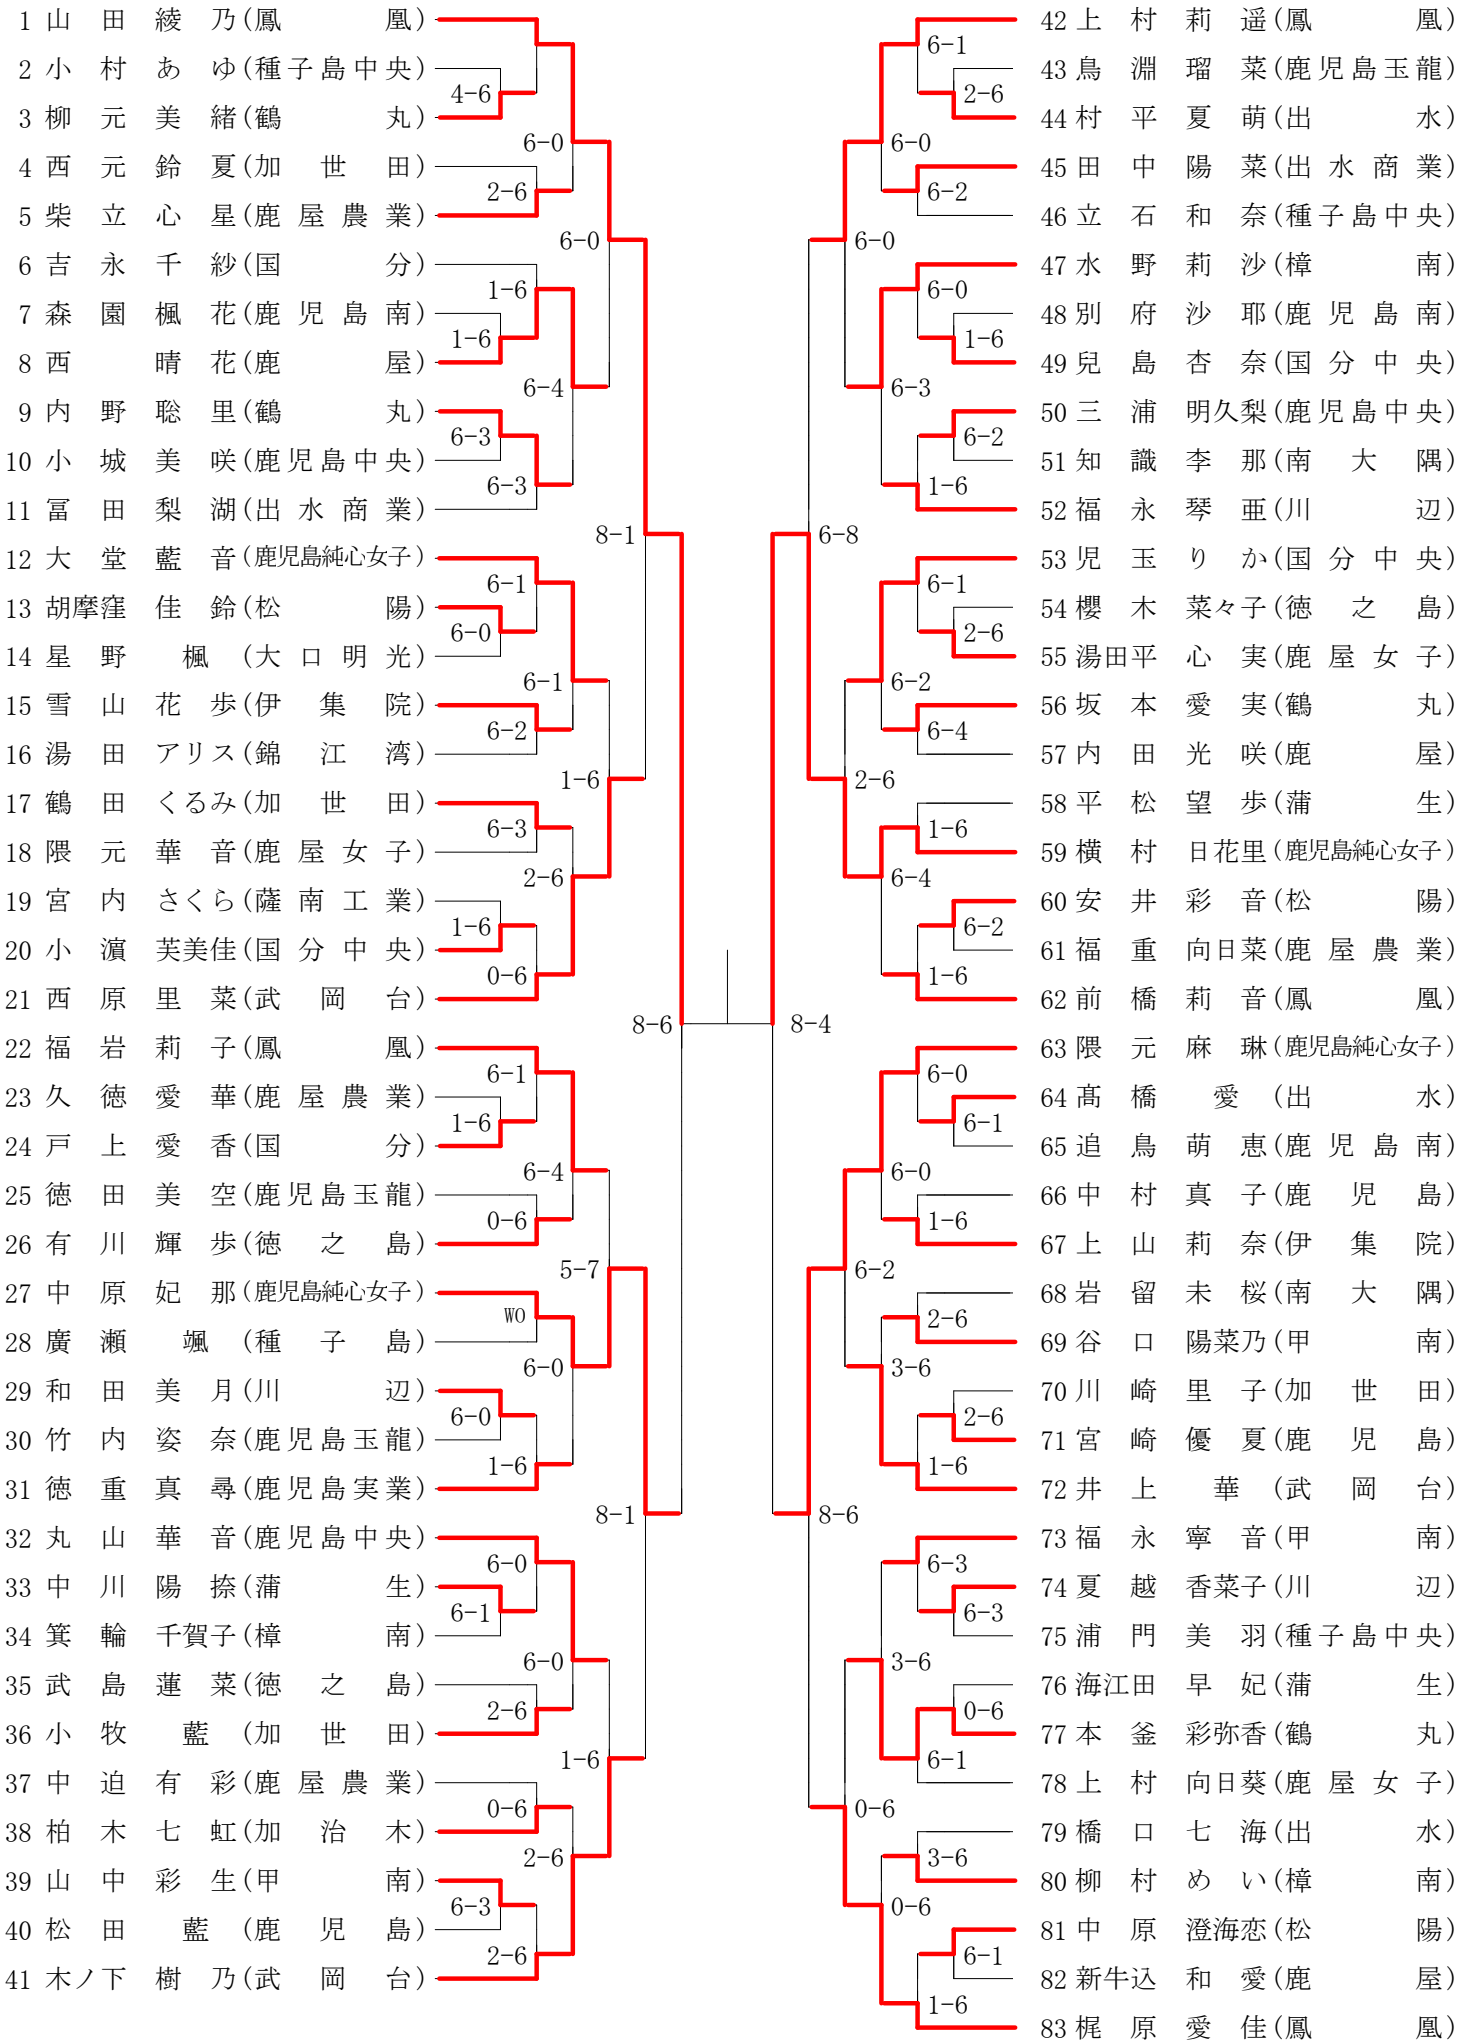 1 山田綾乃(鳳凰)
2 小村あゆ(種子島中央)
4-6
3 柳元美緒(鶴丸)
6-0
4 西元鈴夏(加世田)
2-6
5 柴立心星(鹿屋農業)
6-0
6 吉永千紗(国分)
1-6
7 森園楓花(鹿児島南)
1-6
8 西晴花(鹿屋)
6-4
9 内野聡里(鶴丸)
6-3
10 小城美咲(鹿児島中央)
6-3
11 冨田梨湖(出水商業)
8-1
12 大堂藍音(鹿児島純心女子)
6-1
13 胡摩窪佳鈴(松陽)
6-0
14 星野楓(大口明光)
6-1
15 雪山花歩(伊集院)
6-2
16 湯田アリス(錦江湾)
1-6
17 鶴田くるみ(加世田)
6-3
18 隈元華音(鹿屋女子)
2-6
19 宮内さくら(薩南工業)
1-6
20 小濵芙美佳(国分中央)
0-6
21 西原里菜(武岡台)
8-6
22 福岩莉子(鳳凰)
6-1
23 久徳愛華(鹿屋農業)
1-6
24 戸上愛香(国分)
6-4
25 徳田美空(鹿児島玉龍)
0-6
26 有川輝歩(徳之島)
5-7
27 中原妃那(鹿児島純心女子)
WO
28 廣瀬颯(種子島)
6-0
29 和田美月(川辺)
6-0
30 竹内姿奈(鹿児島玉龍)
1-6
31 徳重真尋(鹿児島実業)
8-1
32 丸山華音(鹿児島中央)
6-0
33 中川陽捺(蒲生)
6-1
34 箕輪千賀子(樟南)
6-0
35 武島蓮菜(徳之島)
2-6
36 小牧藍(加世田)
1-6
37 中迫有彩(鹿屋農業)
0-6
38 柏木七虹(加治木)
2-6
39 山中彩生(甲南)
6-3
40 松田藍(鹿児島)
2-6
41 木ノ下樹乃(武岡台)
42 上村莉遥(鳳凰)
6-1
43 鳥淵瑠菜(鹿児島玉龍)
2-6
44 村平夏萌(出水)
6-0
45 田中陽菜(出水商業)
6-2
46 立石和奈(種子島中央)
6-0
47 水野莉沙(樟南)
6-0
48 別府沙耶(鹿児島南)
1-6
49 兒島杏奈(国分中央)
6-3
50 三浦明久梨(鹿児島中央)
6-2
51 知識李那(南大隅)
1-6
52 福永琴亜(川辺)
6-8
53 児玉りか(国分中央)
6-1
54 櫻木菜々子(徳之島)
2-6
55 湯田平心実(鹿屋女子)
6-2
56 坂本愛実(鶴丸)
6-4
57 内田光咲(鹿屋)
2-6
58 平松望歩(蒲生)
1-6
59 横村日花里(鹿児島純心女子)
6-4
60 安井彩音(松陽)
6-2
61 福重向日菜(鹿屋農業)
1-6
62 前橋莉音(鳳凰)
8-4
63 隈元麻琳(鹿児島純心女子)
6-0
64 髙橋愛(出水)
6-1
65 追鳥萌恵(鹿児島南)
6-0
66 中村真子(鹿児島)
1-6
67 上山莉奈(伊集院)
6-2
68 岩留未桜(南大隅)
2-6
69 谷口陽菜乃(甲南)
3-6
70 川崎里子(加世田)
2-6
71 宮崎優夏(鹿児島)
1-6
72 井上華(武岡台)
8-6
73 福永寧音(甲南)
6-3
74 夏越香菜子(川辺)
6-3
75 浦門美羽(種子島中央)
3-6
76 海江田早妃(蒲生)
0-6
77 本釜彩弥香(鶴丸)
6-1
78 上村向日葵(鹿屋女子)
0-6
79 橋口七海(出水)
3-6
80 柳村めい(樟南)
0-6
81 中原澄海恋(松陽)
6-1
82 新牛込和愛(鹿屋)
1-6
83 梶原愛佳(鳳凰)